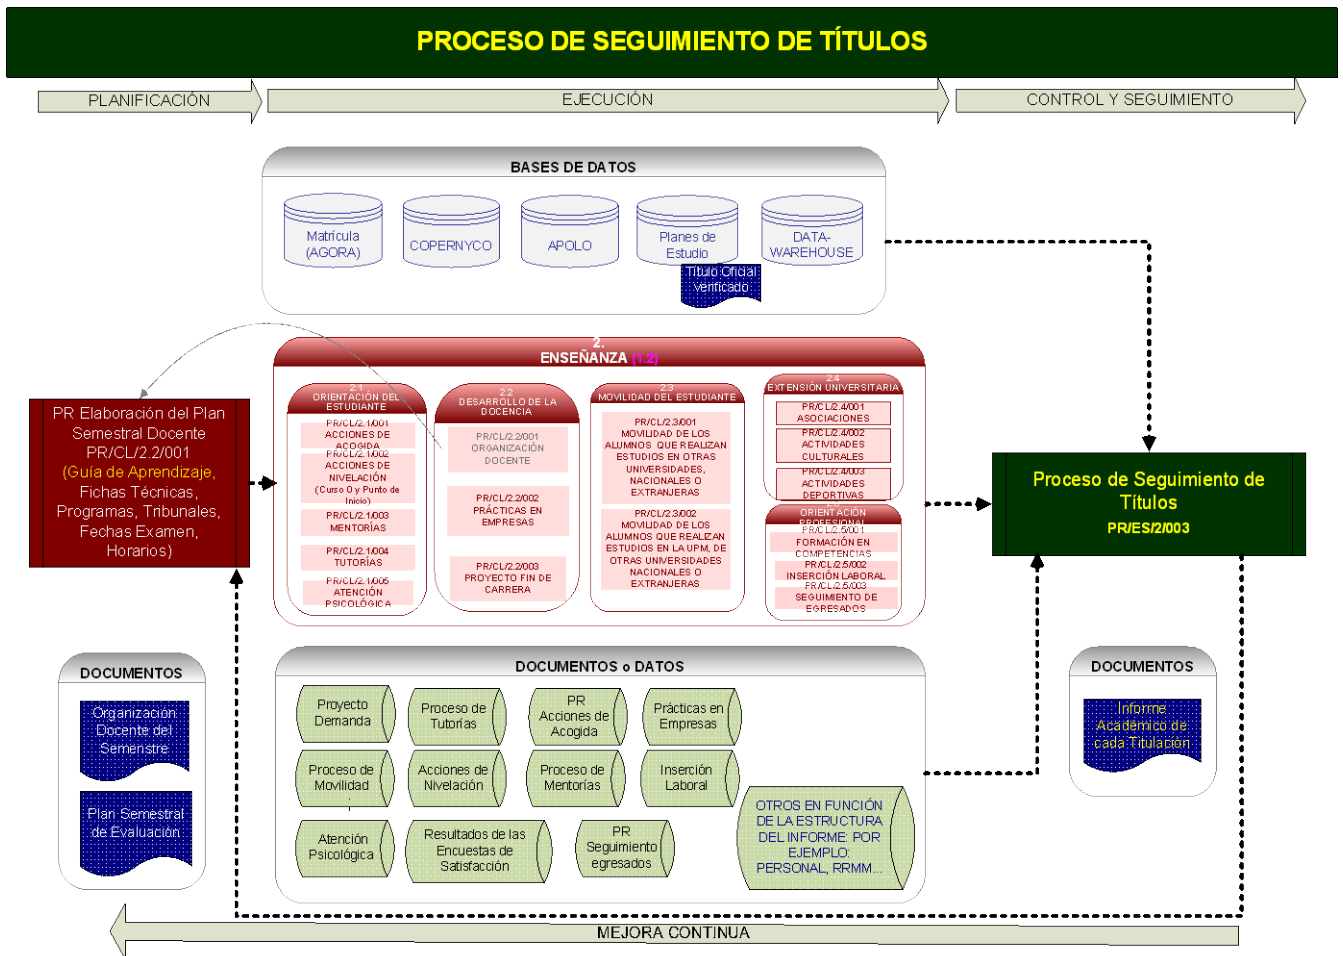 PROCESO DE SEGUIMIENTO DE TÍTULOS
PLANIFICACIÓN
EJECUCIÓN
CONTROL Y SEGUIMIENTO
BASES DE DATOS
Matrícula
(AGORA)
COPERNYCO
APOLO
Planes de
Estudio
DATA-
WAREHOUSE
Título Oficial
verificado
2.
ENSEÑANZA (1.2)
PR Elaboración del Plan
Semestral Docente
PR/CL/2.2/001
(Guía de Aprendizaje,
Fichas Técnicas,
Programas, Tribunales,
Fechas Examen,
Horarios)
2.1
ORIENTACIÓN DEL
ESTUDIANTE
PR/CL/2.1/001
ACCIONES DE
ACOGIDA
PR/CL/2.1/002
ACCIONES DE
NIVELACIÓN
(Curso 0 y Punto de
Inicio)
PR/CL/2.1/003
MENTORÍAS
PR/CL/2.1/004
TUTORÍAS
PR/CL/2.1/005
ATENCIÓN
PSICOLÓGICA
2.2
DESARROLLO DE LA
DOCENCIA
PR/CL/2.2/001
ORGANIZACIÓN
DOCENTE
PR/CL/2.2/002
PRÁCTICAS EN
EMPRESAS
PR/CL/2.2/003
PROYECTO FIN DE
CARRERA
2.3
MOVILIDAD DEL ESTUDIANTE
PR/CL/2.3/001
MOVILIDAD DE LOS
ALUMNOS QUE REALIZAN
ESTUDIOS EN OTRAS
UNIVERSIDADES,
NACIONALES O
EXTRANJERAS
PR/CL/2.3/002
MOVILIDAD DE LOS
ALUMNOS QUE REALIZAN
ESTUDIOS EN LA UPM, DE
OTRAS UNIVERSIDADES
NACIONALES O
EXTRANJERAS
2.4
EXTENSIÓN UNIVERSITARIA
PR/CL/2.4/001
ASOCIACIONES
PR/CL/2.4/002
ACTIVIDADES
CULTURALES
PR/CL/2.4/003
ACTIVIDADES
DEPORTIVAS
2.5
ORIENTACIÓN
PROFESIONAL
PR/CL/2.5/001
FORMACIÓN EN
COMPETENCIAS
PR/CL/2.5/002
INSERCIÓN LABORAL
PR/CL/2.5/003
SEGUIMIENTO DE
EGRESADOS
Proceso de Seguimiento de
Títulos
PR/ES/2/003
DOCUMENTOS
Organización
Docente del
Semenstre
Plan Semestral
de Evaluación
DOCUMENTOS o DATOS
Proyecto
Demanda
Proceso de
Tutorías
PR
Acciones de
Acogida
Prácticas en
Empresas
Proceso de
Movilidad
Acciones de
Nivelación
Proceso de
Mentorías
Inserción
Laboral
Atención
Psicológica
Resultados de las
Encuestas de
Satisfacción
PR
Seguimiento
egresados
OTROS EN FUNCIÓN
DE LA ESTRUCTURA
DEL INFORME: POR
EJEMPLO:
PERSONAL, RRMM...
DOCUMENTOS
Informe
Académico de
cada Titulación
MEJORA CONTINUA